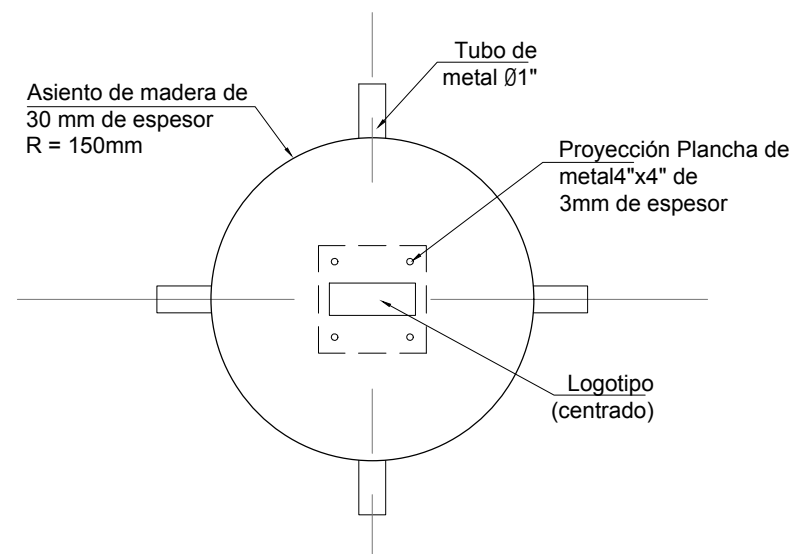 Tubo de
metal Ø1"
Asiento de madera de
30 mm de espesor
R = 150mm
Proyección Plancha de
metal4"x4" de
3mm de espesor
Logotipo
(centrado)